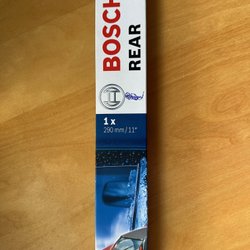 BOSCH
REAR
1 x
290 mm / 11"